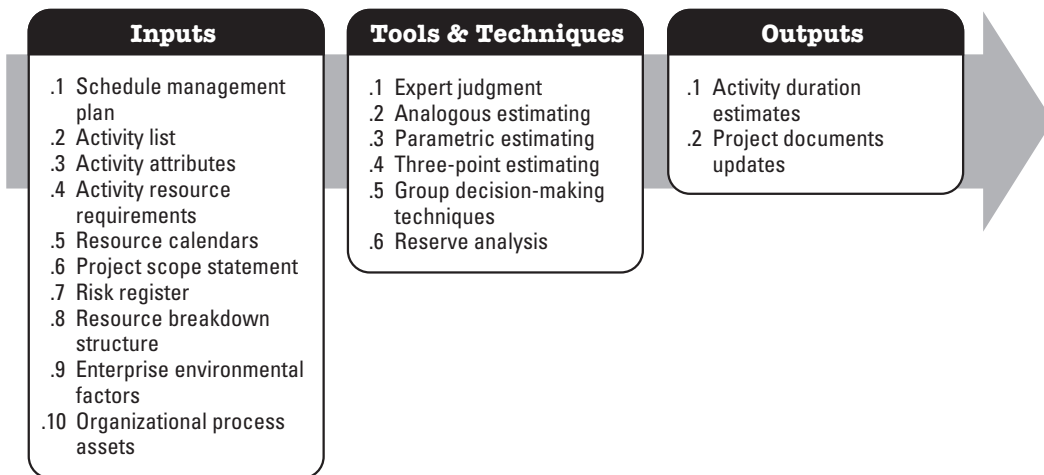 Inputs
.1 Schedule management
plan
.2 Activity list
.3 Activity attributes
.4 Activity resource
requirements
.5 Resource calendars
.6 Project scope statement
.7 Risk register
.8 Resource breakdown
structure
.9 Enterprise environmental
factors
.10 Organizational process
assets
Tools & Techniques
.1 Expert judgment
.2 Analogous estimating
.3 Parametric estimating
.4 Three-point estimating
.5 Group decision-making
techniques
.6 Reserve analysis
Outputs
.1 Activity duration
estimates
.2 Project documents
updates